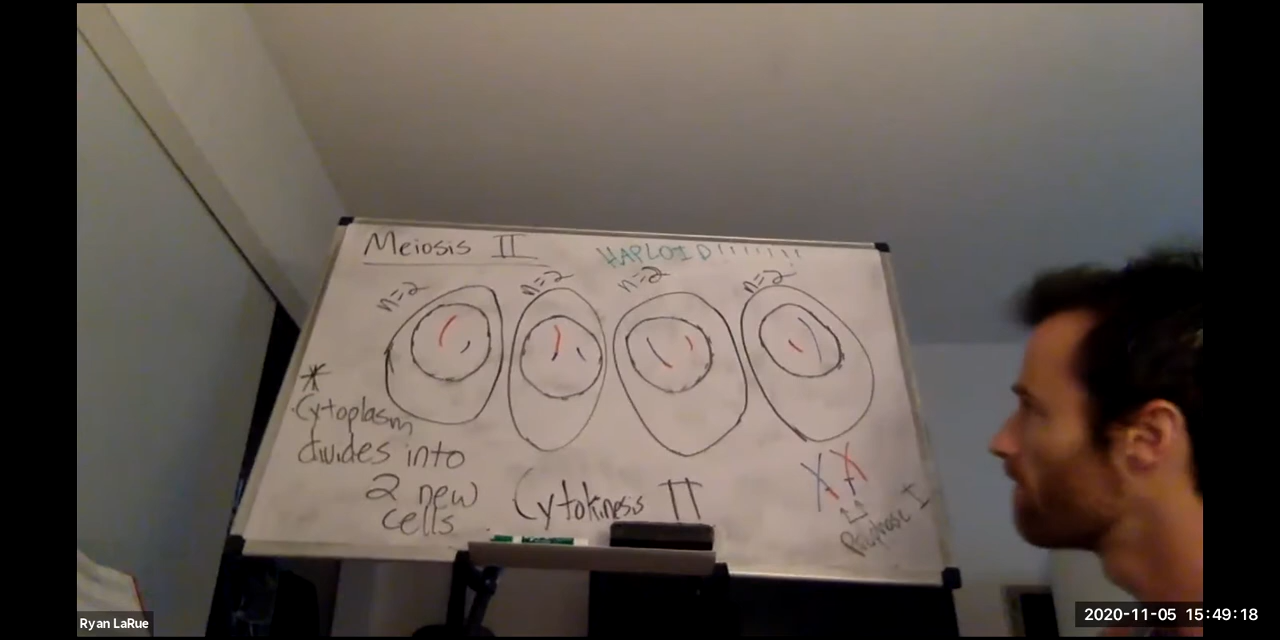 Meiosis II
HAPLOID!!!!!!!
n=2
n=2
n=2
n=2
*
Cytoplasm
divides into
2 new
cells
Cytokinesis II
Prophase I
Ryan LaRue
2020-11-05 15:49:18